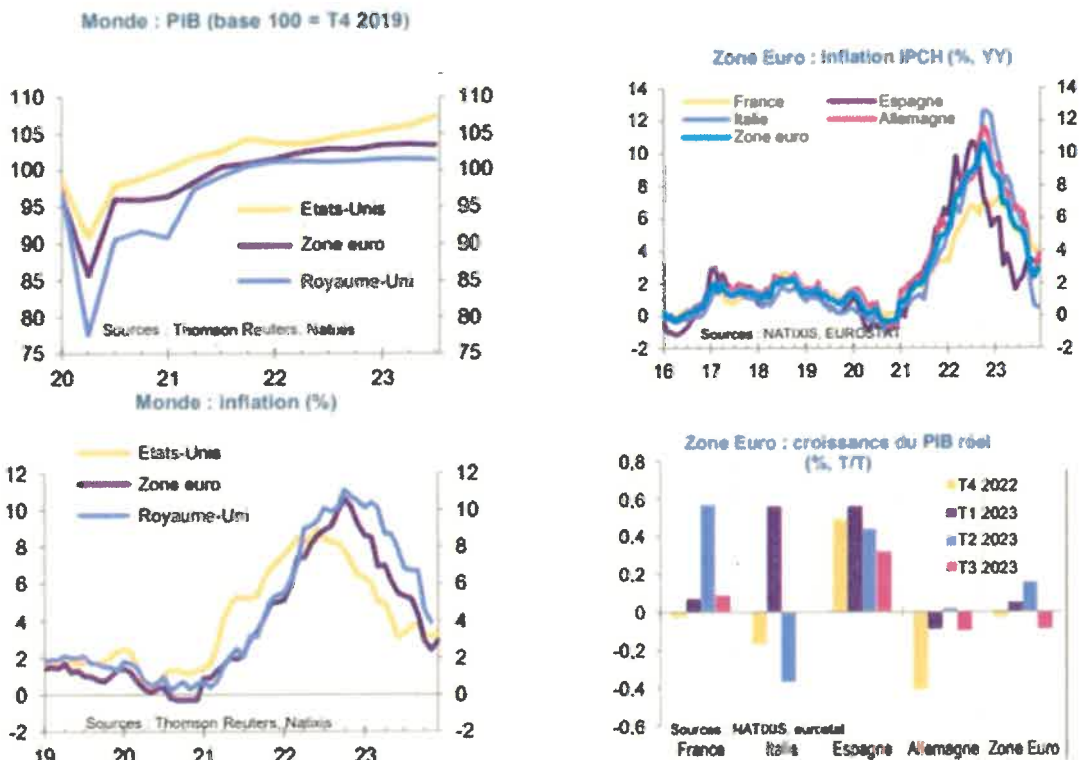 Monde : PIB (base 100 = T4 2019)
110
105
100
95
90
85
80
75
110
105
100
95
90
85
80
75
Etats-Unis
Zone euro
Royaume-Uni
Sources : Thomson Reuters, Natixis
20 21 22 23
Zone Euro : Inflation IPCH (%, YY)
14
12
10
8
6
4
2
0
-2
14
12
10
8
6
4
2
0
-2
France Espagne
Italie Allemagne
Zone euro
Sources : NATIXIS, EUROSTAT
16 17 18 19 20 21 22 23
Monde : inflation (%)
12
10
8
6
4
2
0
-2
12
10
8
6
4
2
0
-2
Etats-Unis
Zone euro
Royaume-Uni
Sources : Thomson Reuters, Natixis
19 20 21 22 23
Zone Euro : croissance du PIB réel
(%, T/T)
0.8
0.6
0.4
0.2
0
-0.2
-0.4
-0.6
T4 2022
T1 2023
T2 2023
T3 2023
Sources : NATIXIS, eurostat
France Italie Espagne Allemagne Zone Euro